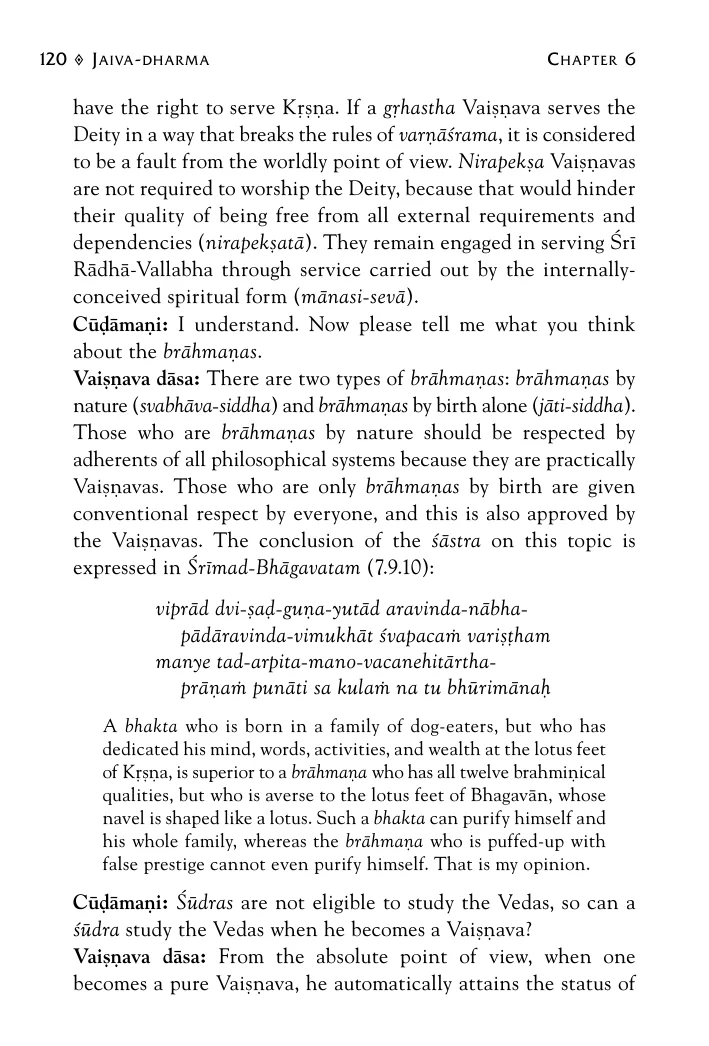 120 ◈ JAIVA-DHARMA CHAPTER 6
have the right to serve Kṛṣṇa. If a gṛhastha Vaiṣṇava serves the
Deity in a way that breaks the rules of varṇāśrama, it is considered
to be a fault from the worldly point of view. Nirapekṣa Vaiṣṇavas
are not required to worship the Deity, because that would hinder
their quality of being free from all external requirements and
dependencies (nirapekṣatā). They remain engaged in serving Śrī
Rādhā-Vallabha through service carried out by the internally-
conceived spiritual form (mānasi-sevā).
Cūḍāmaṇi: I understand. Now please tell me what you think
about the brāhmaṇas.
Vaiṣṇava dāsa: There are two types of brāhmaṇas: brāhmaṇas by
nature (svabhāva-siddha) and brāhmaṇas by birth alone (jāti-siddha).
Those who are brāhmaṇas by nature should be respected by
adherents of all philosophical systems because they are practically
Vaiṣṇavas. Those who are only brāhmaṇas by birth are given
conventional respect by everyone, and this is also approved by
the Vaiṣṇavas. The conclusion of the śāstra on this topic is
expressed in Śrīmad-Bhāgavatam (7.9.10):
viprād dvi-ṣaḍ-guṇa-yutād aravinda-nābha-
pādāravinda-vimukhāt śvapacaṁ variṣṭham
manye tad-arpita-mano-vacanehitārtha-
prāṇaṁ punāti sa kulaṁ na tu bhūrimānaḥ
A bhakta who is born in a family of dog-eaters, but who has
dedicated his mind, words, activities, and wealth at the lotus feet
of Kṛṣṇa, is superior to a brāhmaṇa who has all twelve brahmiṇical
qualities, but who is averse to the lotus feet of Bhagavān, whose
navel is shaped like a lotus. Such a bhakta can purify himself and
his whole family, whereas the brāhmaṇa who is puffed-up with
false prestige cannot even purify himself. That is my opinion.
Cūḍāmaṇi: Śūdras are not eligible to study the Vedas, so can a
śūdra study the Vedas when he becomes a Vaiṣṇava?
Vaiṣṇava dāsa: From the absolute point of view, when one
becomes a pure Vaiṣṇava, he automatically attains the status of